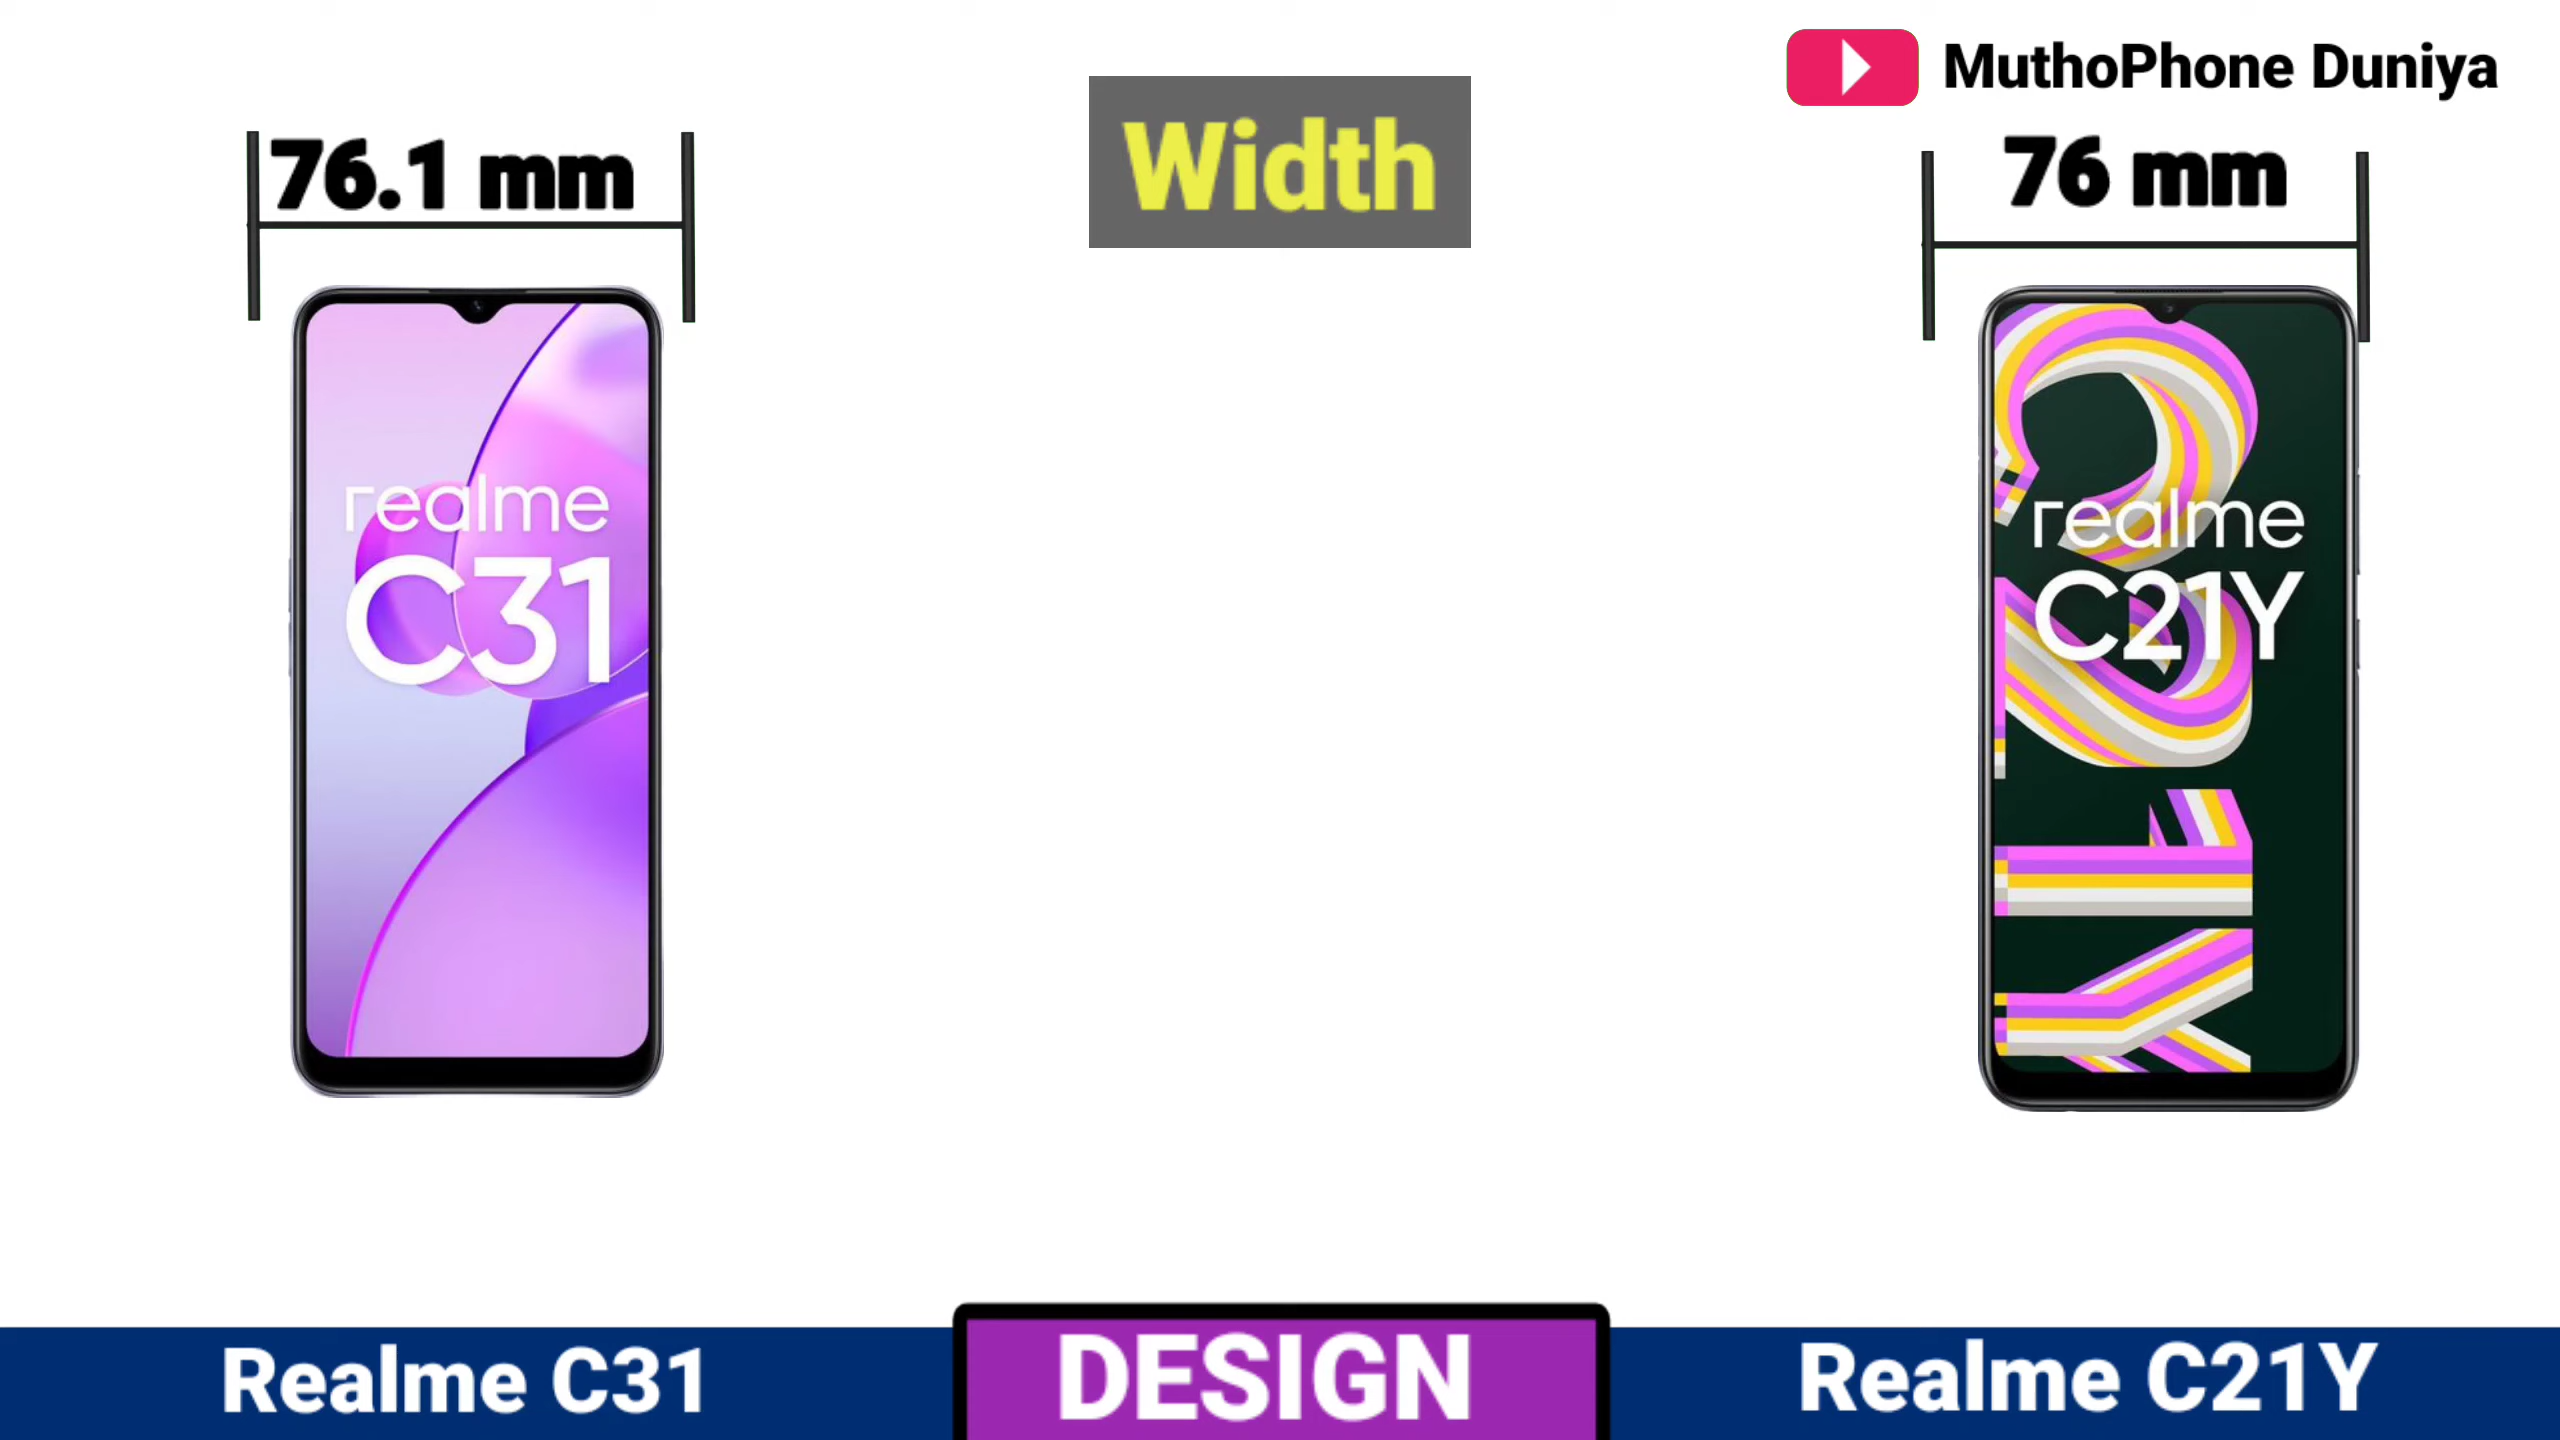 MuthoPhone Duniya
76.1 mm
Width
76 mm
realme
C31
realme
C21Y
Realme C31
DESIGN
Realme C21Y